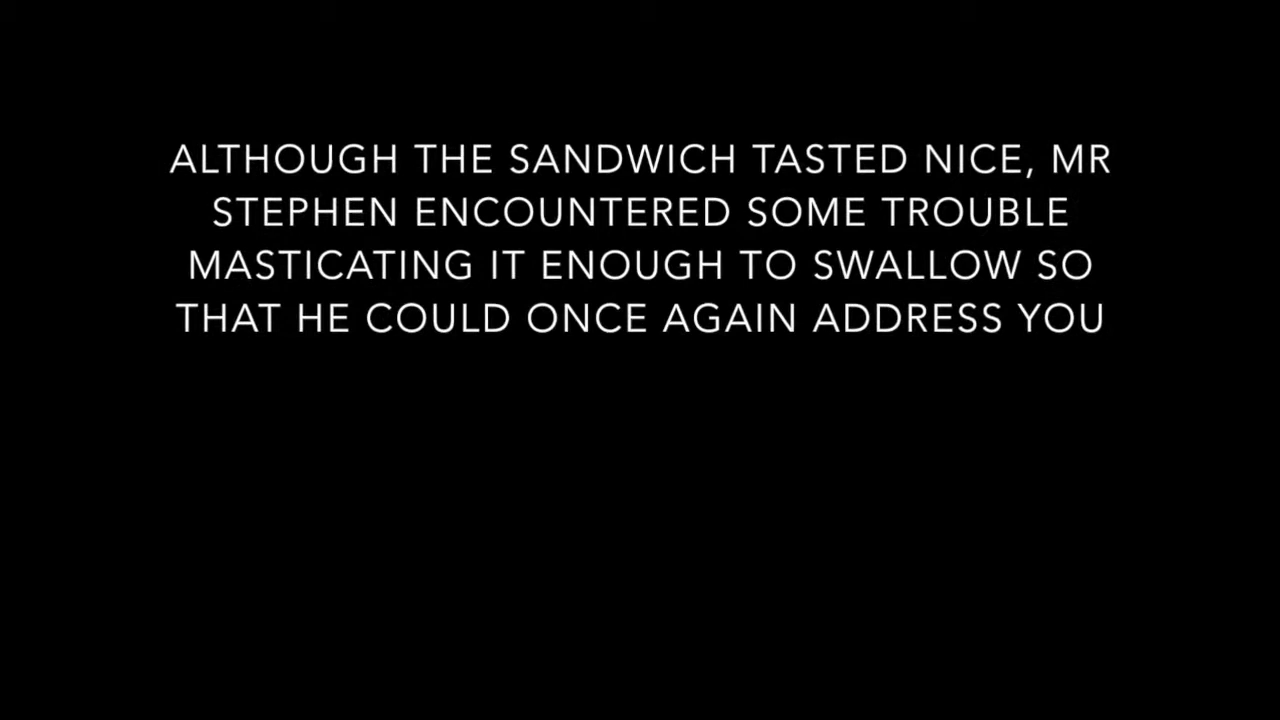 ALTHOUGH THE SANDWICH TASTED NICE, MR
STEPHEN ENCOUNTERED SOME TROUBLE
MASTICATING IT ENOUGH TO SWALLOW SO
THAT HE COULD ONCE AGAIN ADDRESS YOU